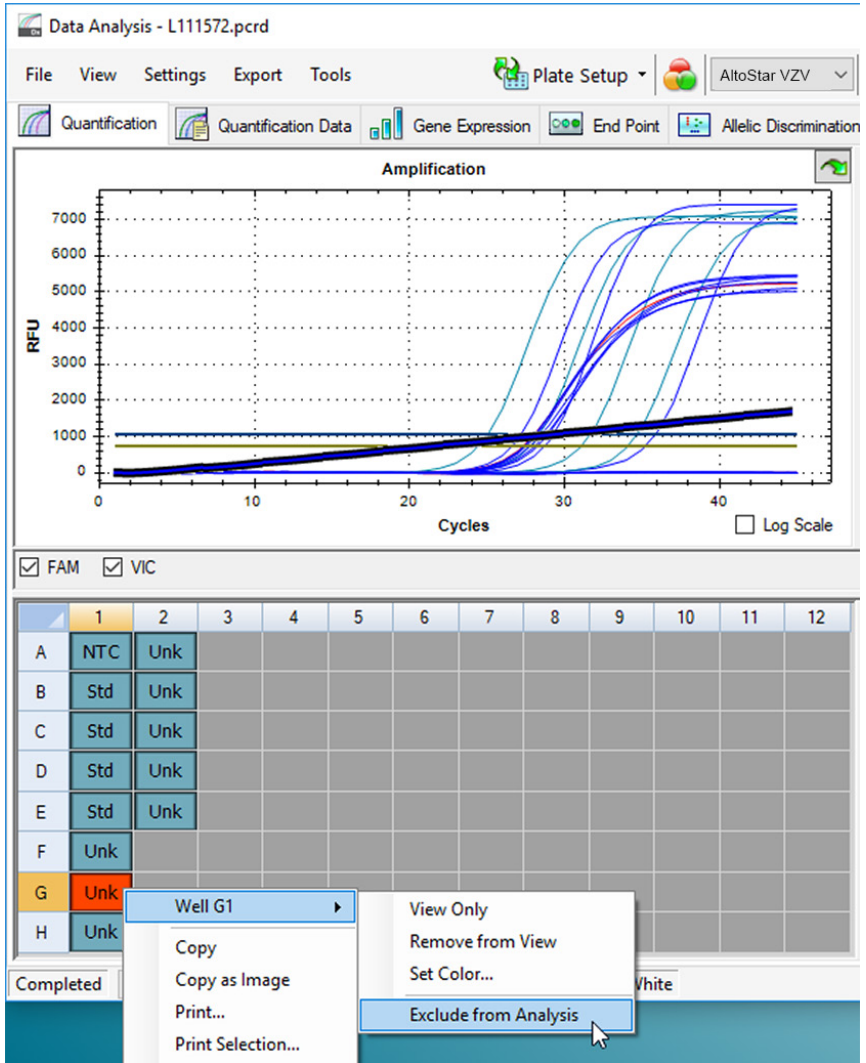 Data Analysis - L111572.pcrd
File View Settings Export Tools Plate Setup AltoStar VZV
Quantification Quantification Data Gene Expression End Point Allelic Discrimination
Amplification
7000
6000
5000
4000
3000
2000
1000
0
RFU
0 10 20 30 40
Cycles
Log Scale
FAM VIC
1 2 3 4 5 6 7 8 9 10 11 12
A NTC Unk
B Std Unk
C Std Unk
D Std Unk
E Std Unk
F Unk
G Unk
H Unk
Well G1
Copy
Copy as Image
Print...
Print Selection...
View Only
Remove from View
Set Color...
Exclude from Analysis
Completed